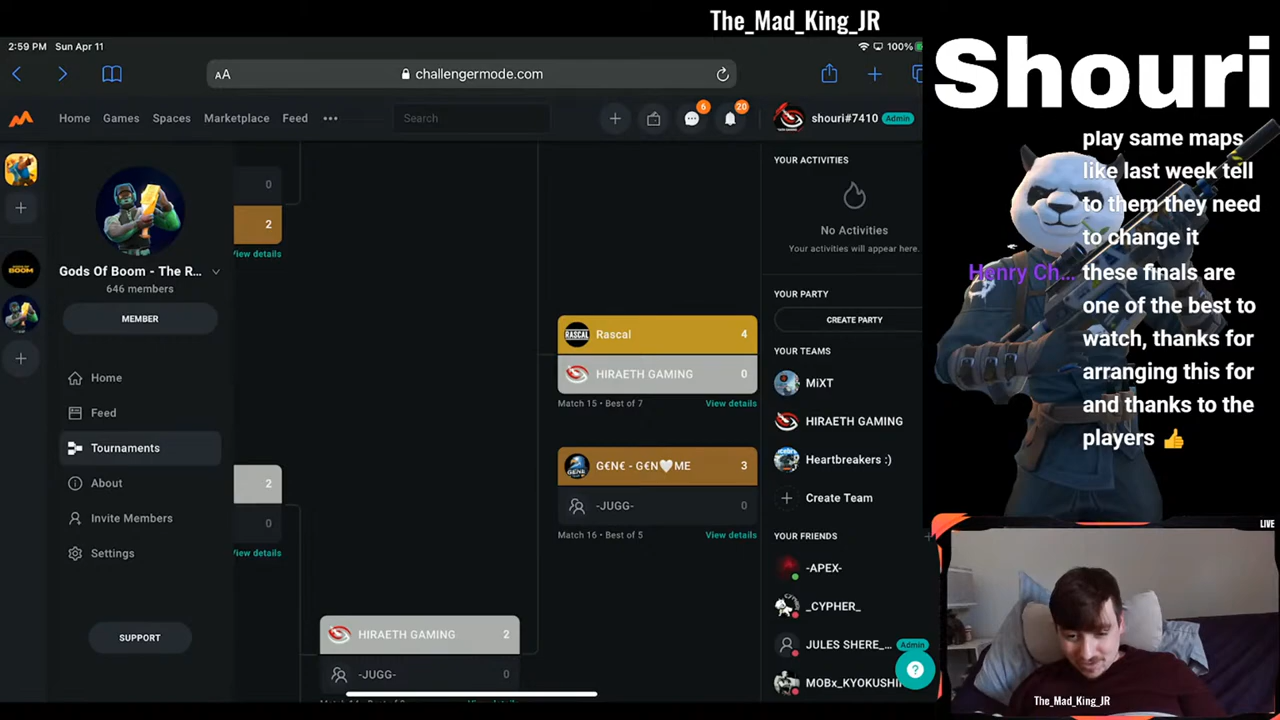 The_Mad_King_JR
2:59 PM Sun Apr 11
100%
AA
challengermode.com
Home Games Spaces Marketplace Feed
Search
6
20
shouri#7410 Admin
Gods Of Boom - The R...
646 members
MEMBER
Home
Feed
Tournaments
About
Invite Members
Settings
SUPPORT
0
2
View details
2
0
View details
HIRAETH GAMING 2
-JUGG- 0
RASCAL
Rascal 4
HIRAETH GAMING 0
Match 15 • Best of 7 View details
GENE
G€N€ - G€N🤍ME 3
-JUGG- 0
Match 16 • Best of 5 View details
YOUR ACTIVITIES
No Activities
Your activities will appear here.
YOUR PARTY
CREATE PARTY
YOUR TEAMS
MiXT
HIRAETH GAMING
Heartbreakers :)
Create Team
YOUR FRIENDS
-APEX-
_CYPHER_
JULES SHERE_... Admin
MOBx_KYOKUSHI
?
Shouri
play same maps
like last week tell
to them they need
to change it
Henry Ch... these finals are
one of the best to
watch, thanks for
arranging this for
and thanks to the
players 👍
LIVE
The_Mad_King_JR